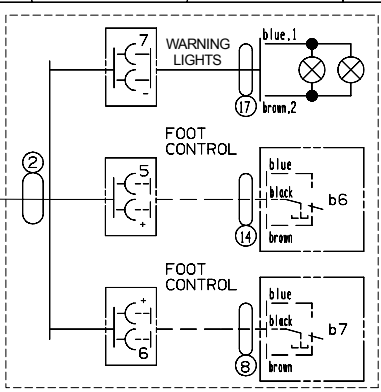 7
-
WARNING
LIGHTS
blue,1
17
brown,2
2
FOOT
CONTROL
5
+
14
blue
black
b6
brown
FOOT
CONTROL
+
6
8
blue
black
b7
brown